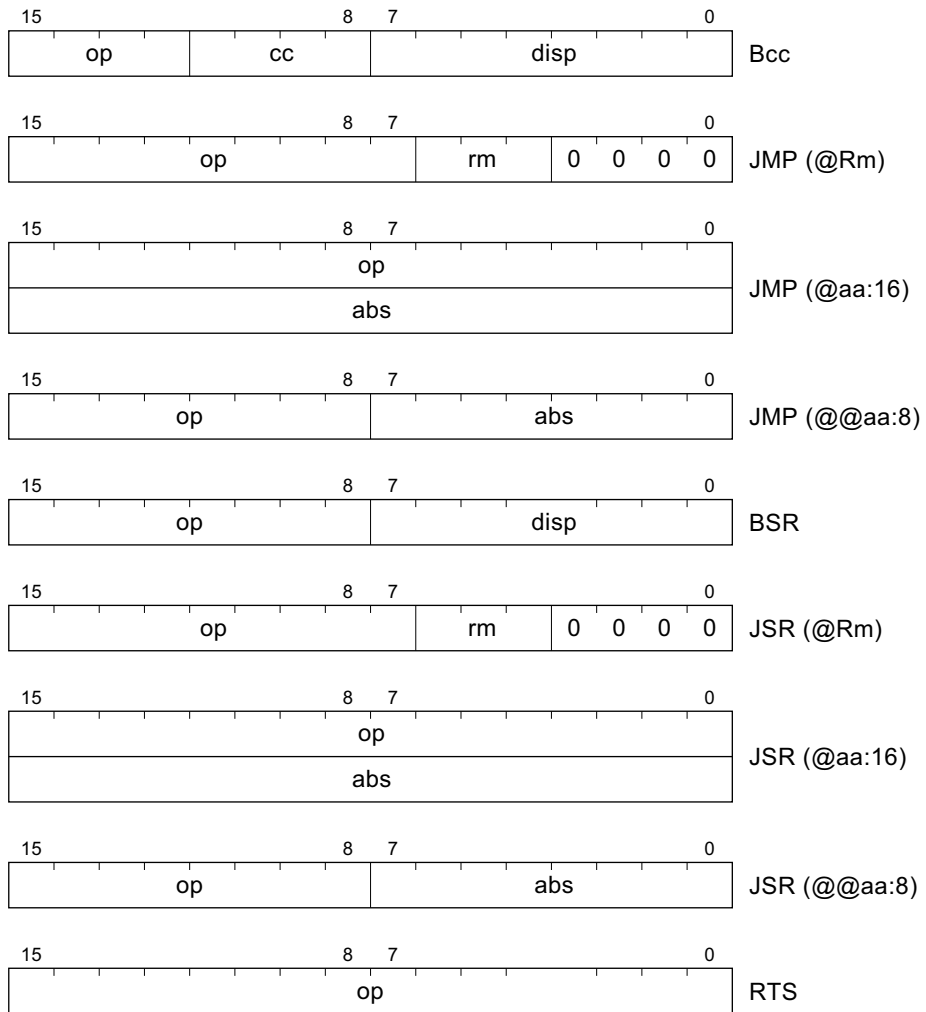 15 8 7 0
op cc disp Bcc
15 8 7 0
op rm 0 0 0 0 JMP (@Rm)
15 8 7 0
op
JMP (@aa:16)
abs
15 8 7 0
op abs JMP (@@aa:8)
15 8 7 0
op disp BSR
15 8 7 0
op rm 0 0 0 0 JSR (@Rm)
15 8 7 0
op
JSR (@aa:16)
abs
15 8 7 0
op abs JSR (@@aa:8)
15 8 7 0
op RTS